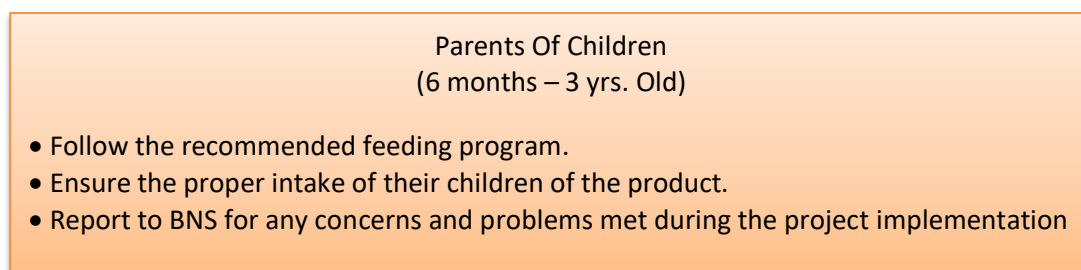 Parents Of Children
(6 months – 3 yrs. Old)
• Follow the recommended feeding program.
• Ensure the proper intake of their children of the product.
• Report to BNS for any concerns and problems met during the project implementation